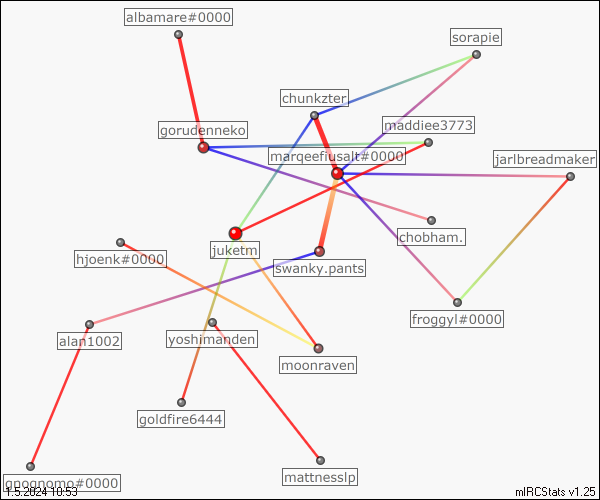 albamare#0000
sorapie
chunkzter
maddiee3773
gorudenneko
marqeefiusalt#0000
jarlbreadmaker
chobham.
juketm
hjoenk#0000
swanky.pants
froggyl#0000
alan1002
yoshimanden
moonraven
goldfire6444
mattnesslp
gnognomo#0000
1.5.2024 10:53
mIRCStats v1.25